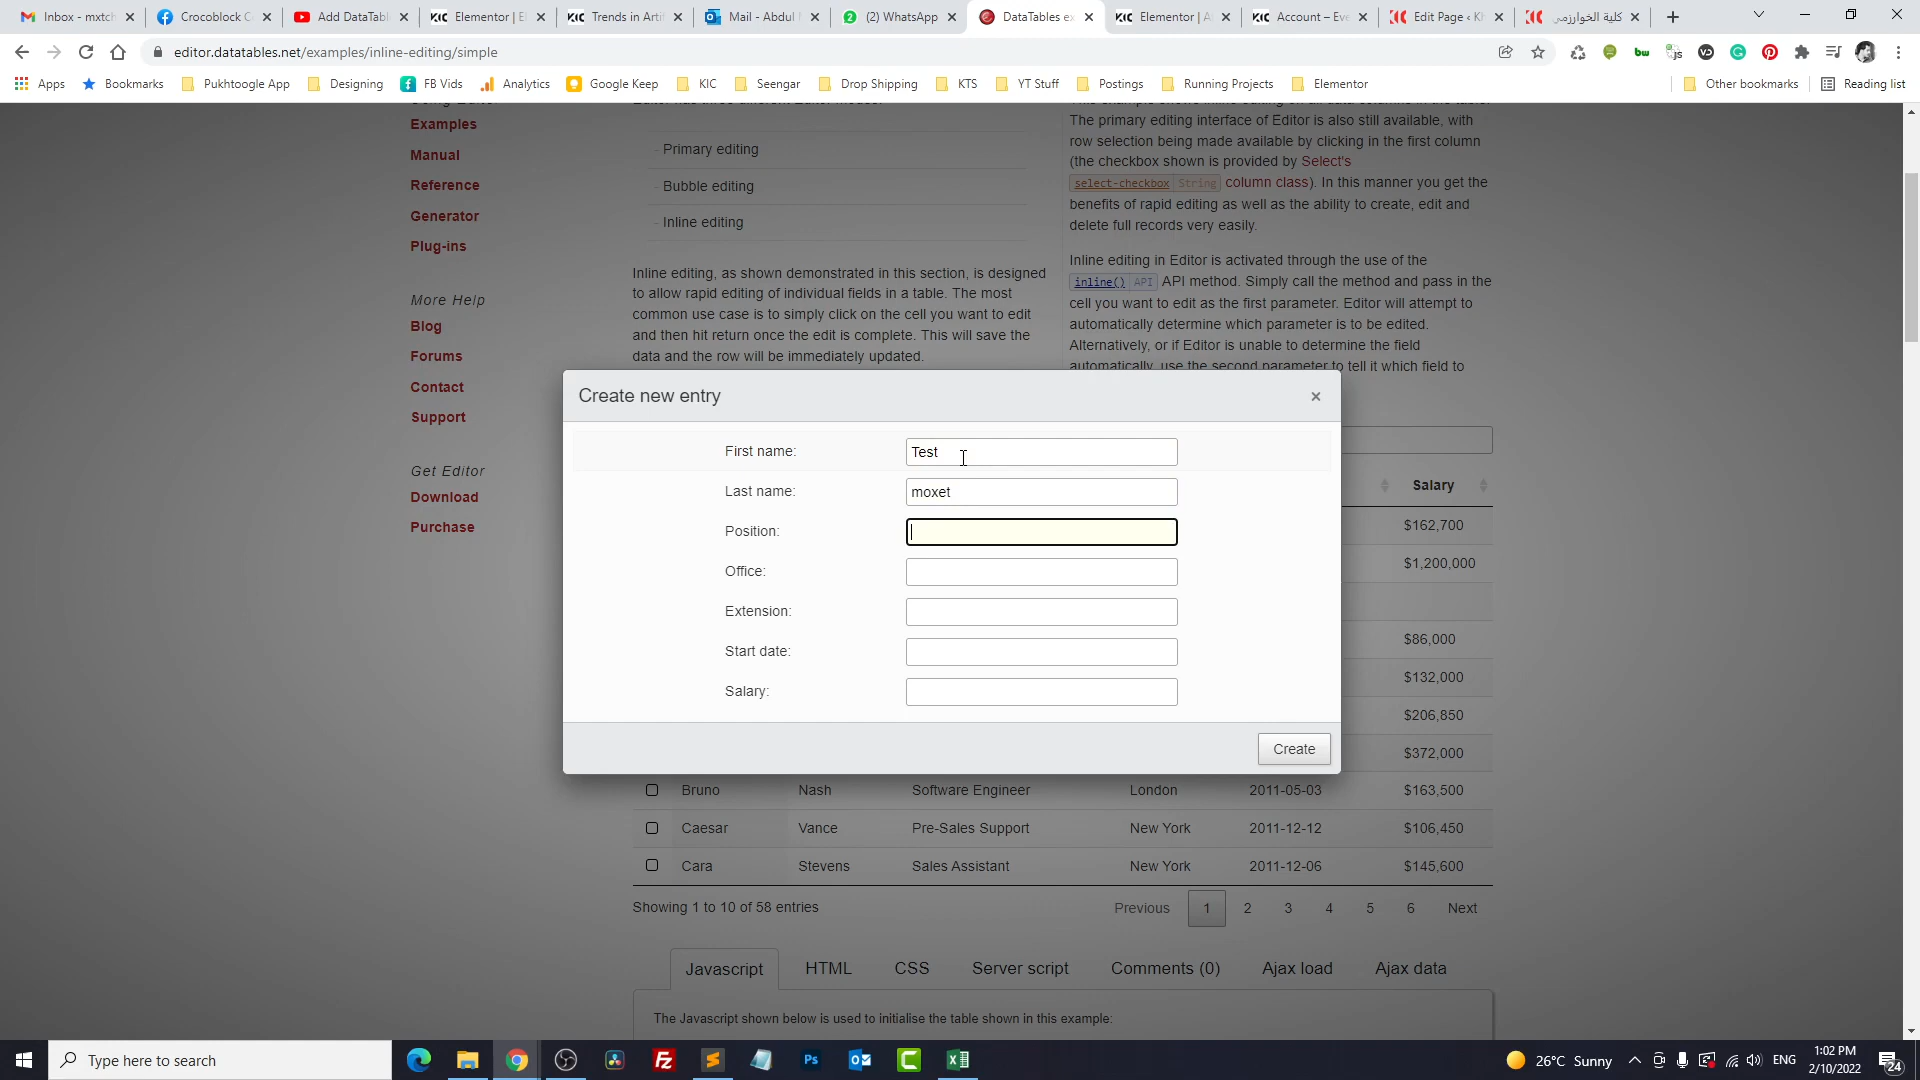 Inbox - mxtch
Crocoblock C
Add DataTabl
Elementor | E
Trends in Arti
Mail - Abdul
(2) WhatsApp
DataTables ex
Elementor | A
Account – Eve
Edit Page ‹ Kh
كلية الخوارزمي
editor.datatables.net/examples/inline-editing/simple
Apps
Bookmarks
Pukhtoogle App
Designing
FB Vids
Analytics
Google Keep
KIC
Seengar
Drop Shipping
KTS
YT Stuff
Postings
Running Projects
Elementor
Other bookmarks
Reading list
Examples
Manual
Reference
Generator
Plug-ins
More Help
Blog
Forums
Contact
Support
Get Editor
Download
Purchase
- Primary editing
- Bubble editing
- Inline editing
Inline editing, as shown demonstrated in this section, is designed
to allow rapid editing of individual fields in a table. The most
common use case is to simply click on the cell you want to edit
and then hit return once the edit is complete. This will save the
data and the row will be immediately updated.
The primary editing interface of Editor is also still available, with
row selection being made available by clicking in the first column
(the checkbox shown is provided by Select's
select-checkbox String column class). In this manner you get the
benefits of rapid editing as well as the ability to create, edit and
delete full records very easily.
Inline editing in Editor is activated through the use of the
inline() API API method. Simply call the method and pass in the
cell you want to edit as the first parameter. Editor will attempt to
automatically determine which parameter is to be edited.
Alternatively, or if Editor is unable to determine the field
automatically, use the second parameter to tell it which field to
Create new entry
×
First name:
Test
Last name:
moxet
Position:
Office:
Extension:
Start date:
Salary:
Create
Salary
$162,700
$1,200,000
$86,000
$132,000
$206,850
$372,000
Bruno Nash Software Engineer London 2011-05-03 $163,500
Caesar Vance Pre-Sales Support New York 2011-12-12 $106,450
Cara Stevens Sales Assistant New York 2011-12-06 $145,600
Showing 1 to 10 of 58 entries
Previous 1 2 3 4 5 6 Next
Javascript HTML CSS Server script Comments (0) Ajax load Ajax data
The Javascript shown below is used to initialise the table shown in this example:
Type here to search
26°C Sunny
ENG
1:02 PM
2/10/2022
24